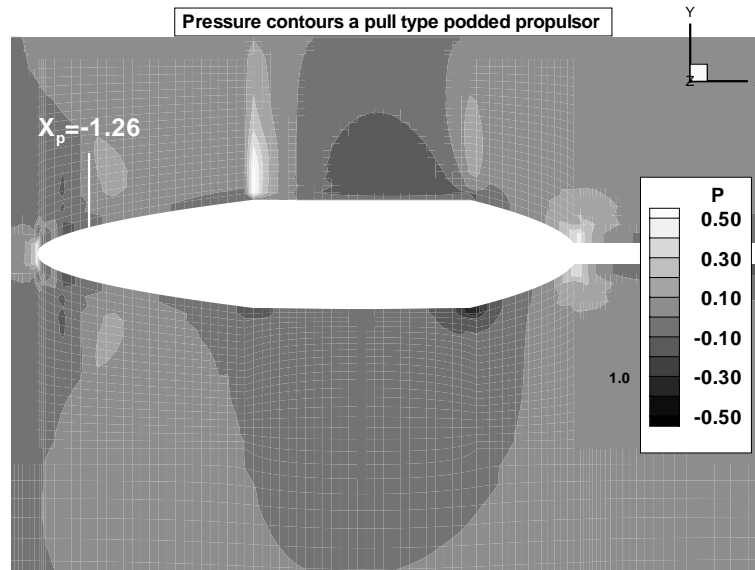 Pressure contours a pull type podded propulsor
Y
Z
Xp=-1.26
P
0.50
0.30
0.10
-0.10
1.0
-0.30
-0.50